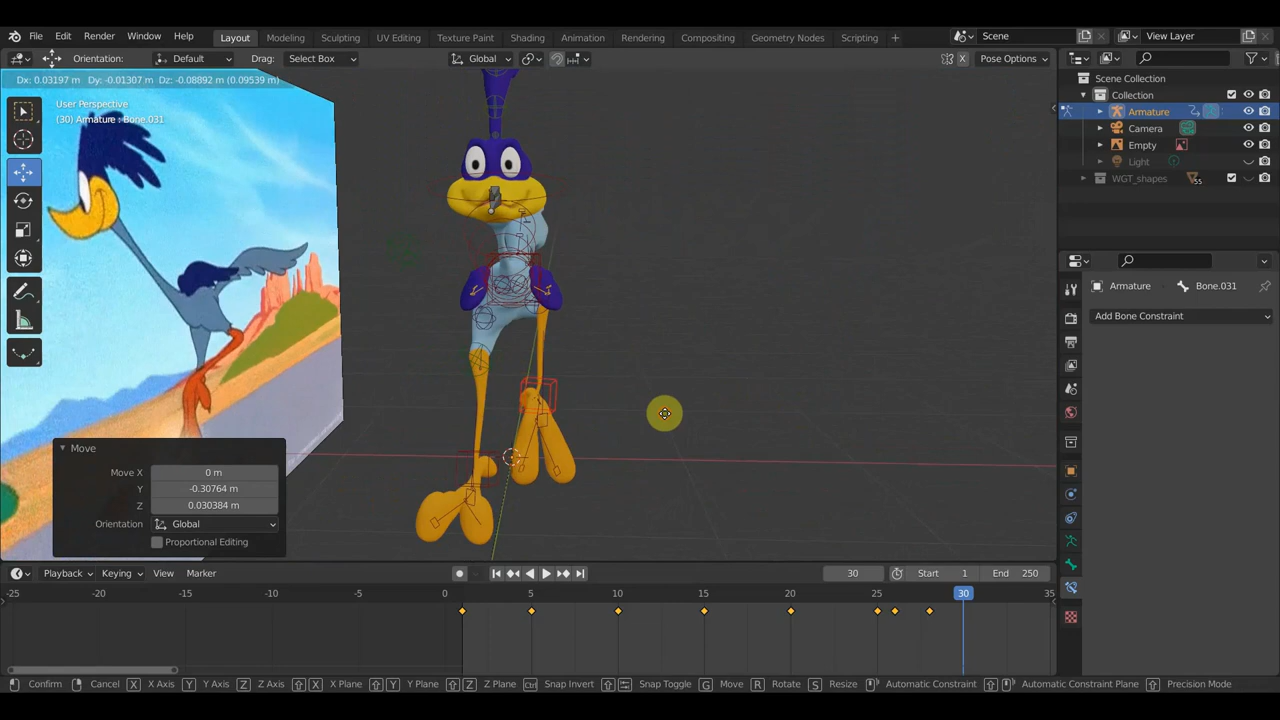 File Edit Render Window Help Layout Modeling Sculpting UV Editing Texture Paint Shading Animation Rendering Compositing Geometry Nodes Scripting + Scene View Layer
Orientation: Default Drag: Select Box Global X Pose Options
Dx: 0.03197 m Dy: -0.01307 m Dz: -0.08892 m (0.09539 m)
User Perspective
(30) Armature : Bone.031
Scene Collection
Collection
Armature
Camera
Empty
Light
WGT_shapes 55
Armature Bone.031
Add Bone Constraint
Move
Move X 0 m
Y -0.30764 m
Z 0.030384 m
Orientation Global
Proportional Editing
Playback Keying View Marker 30 Start 1 End 250
-25 -20 -15 -10 -5 0 5 10 15 20 25 30 35
Confirm Cancel X X Axis Y Y Axis Z Z Axis X X Plane Y Y Plane Z Z Plane Ctrl Snap Invert Snap Toggle G Move R Rotate S Resize Automatic Constraint Automatic Constraint Plane Precision Mode